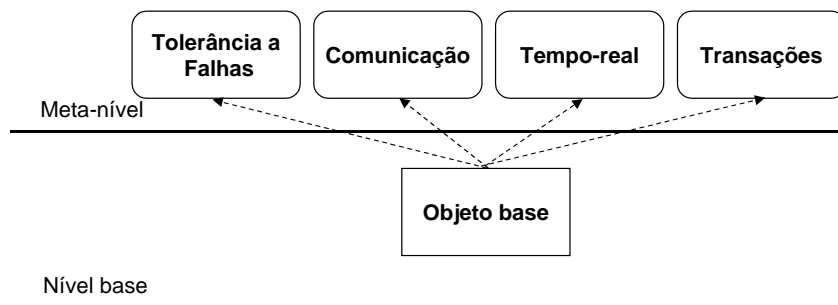 Tolerância a
Falhas
Comunicação
Tempo-real
Transações
Meta-nível
Objeto base
Nível base